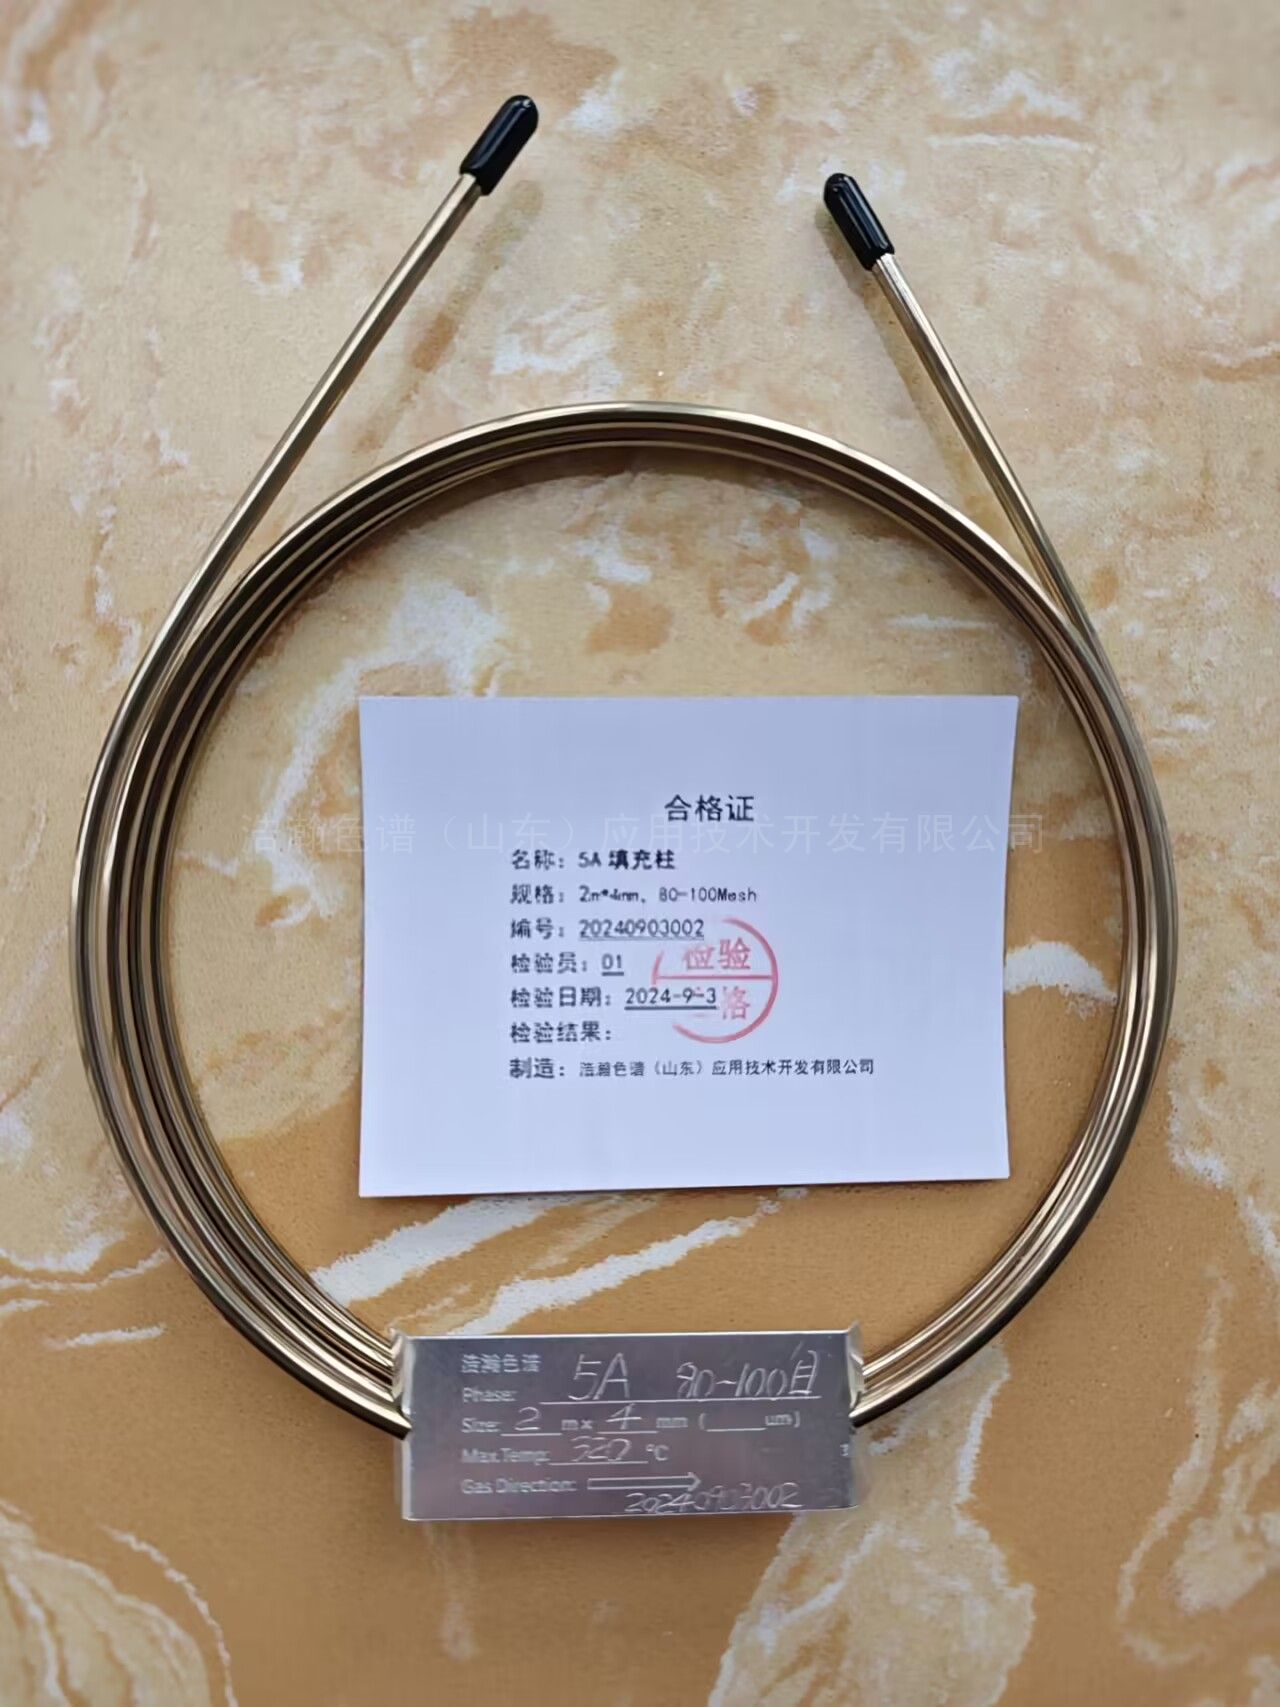 合格证
浩瀚色谱（山东）应用技术开发有限公司
名称：5A 填充柱
规格：2m*4mm、80-100Mesh
编号：20240903002
检验员：01
检验日期：2024-9-3
检验结果：
检验
格
制造：浩瀚色谱（山东）应用技术开发有限公司
浩瀚色谱
Phase: 5A 80-100目
Size: 2 m× 4 mm ( um)
Max.Temp: °C
Gas Direction:
20240903002